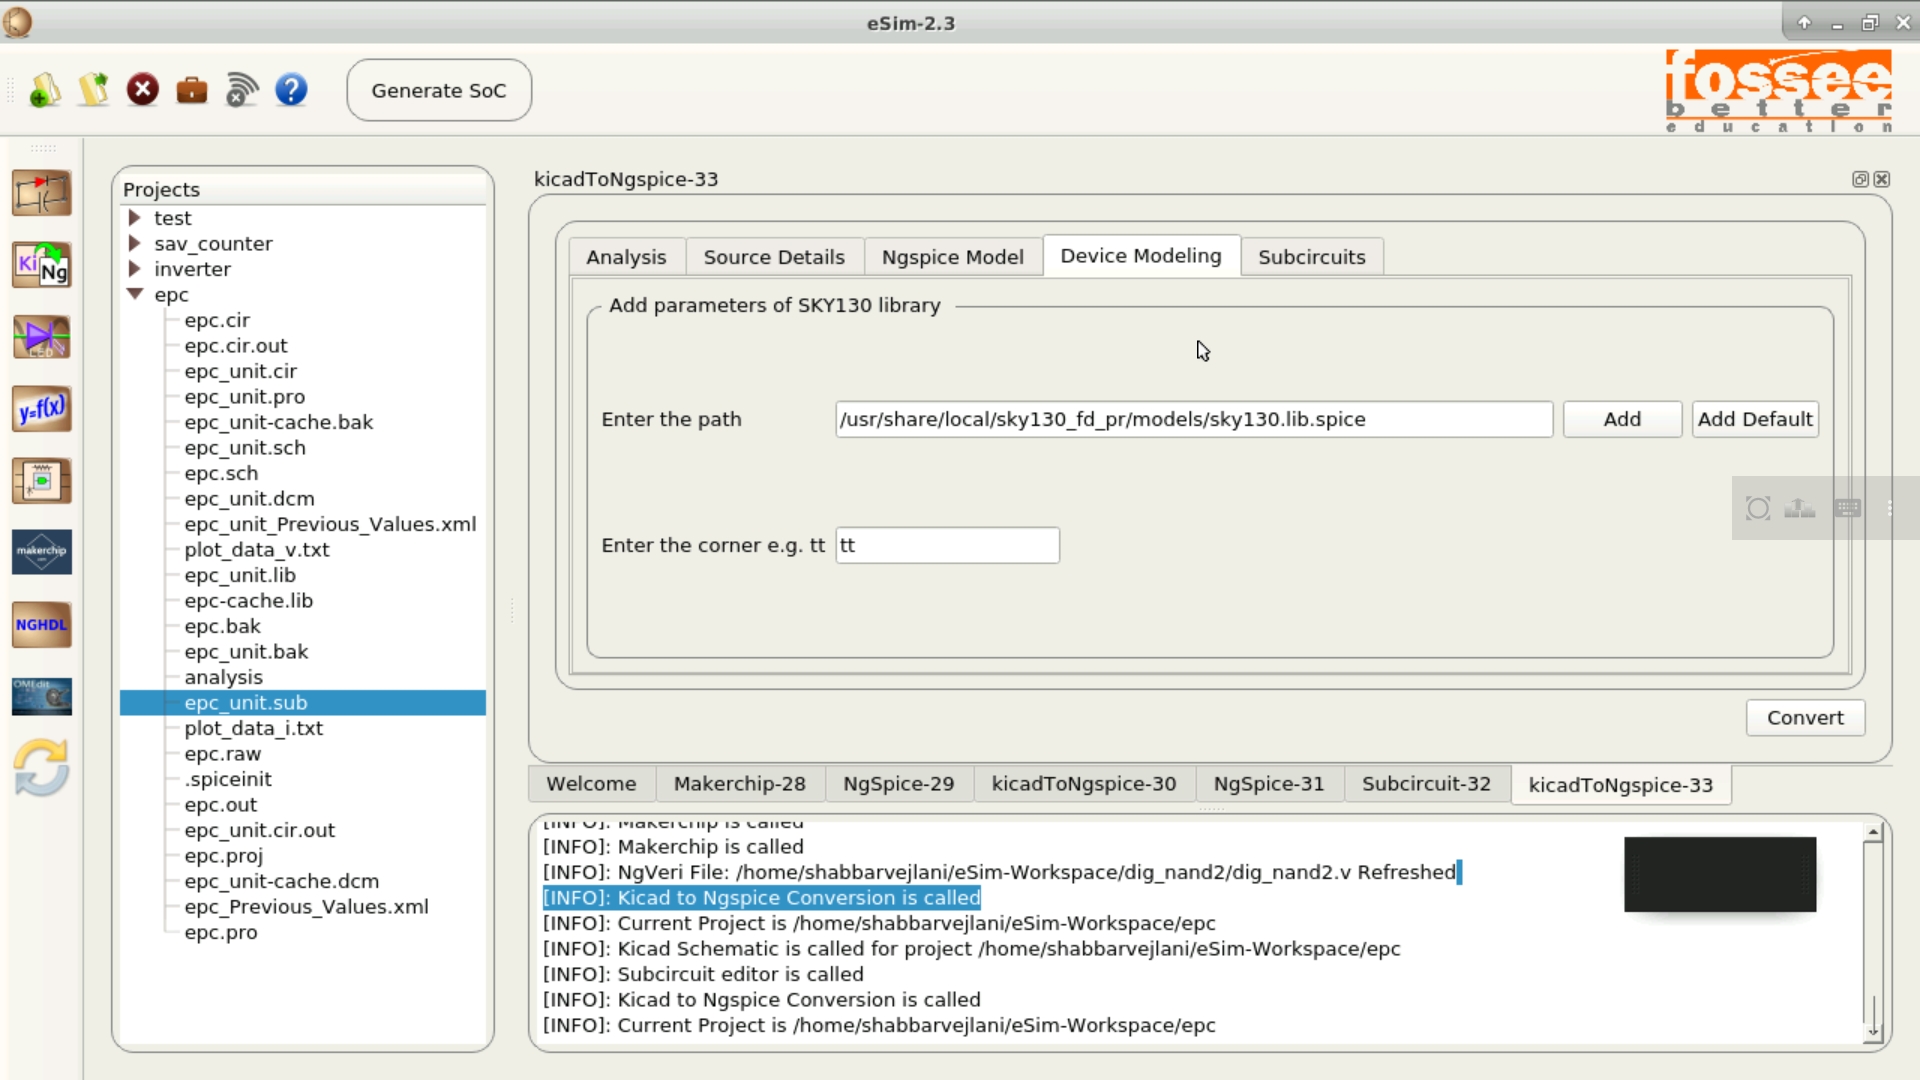 eSim-2.3
Generate SoC
fossee
better
education
Projects
test
sav_counter
inverter
epc
epc.cir
epc.cir.out
epc_unit.cir
epc_unit.pro
epc_unit-cache.bak
epc_unit.sch
epc.sch
epc_unit.dcm
epc_unit_Previous_Values.xml
plot_data_v.txt
epc_unit.lib
epc-cache.lib
epc.bak
epc_unit.bak
analysis
epc_unit.sub
plot_data_i.txt
epc.raw
.spiceinit
epc.out
epc_unit.cir.out
epc.proj
epc_unit-cache.dcm
epc_Previous_Values.xml
epc.pro
Ki
Ng
LED
y=f(x)
makerchip
NGHDL
OMEdit
kicadToNgspice-33
Analysis Source Details Ngspice Model Device Modeling Subcircuits
Add parameters of SKY130 library
Enter the path /usr/share/local/sky130_fd_pr/models/sky130.lib.spice Add Add Default
Enter the corner e.g. tt tt
Convert
Welcome Makerchip-28 NgSpice-29 kicadToNgspice-30 NgSpice-31 Subcircuit-32 kicadToNgspice-33
[INFO]: Makerchip is called
[INFO]: Makerchip is called
[INFO]: NgVeri File: /home/shabbarvejlani/eSim-Workspace/dig_nand2/dig_nand2.v Refreshed
[INFO]: Kicad to Ngspice Conversion is called
[INFO]: Current Project is /home/shabbarvejlani/eSim-Workspace/epc
[INFO]: Kicad Schematic is called for project /home/shabbarvejlani/eSim-Workspace/epc
[INFO]: Subcircuit editor is called
[INFO]: Kicad to Ngspice Conversion is called
[INFO]: Current Project is /home/shabbarvejlani/eSim-Workspace/epc